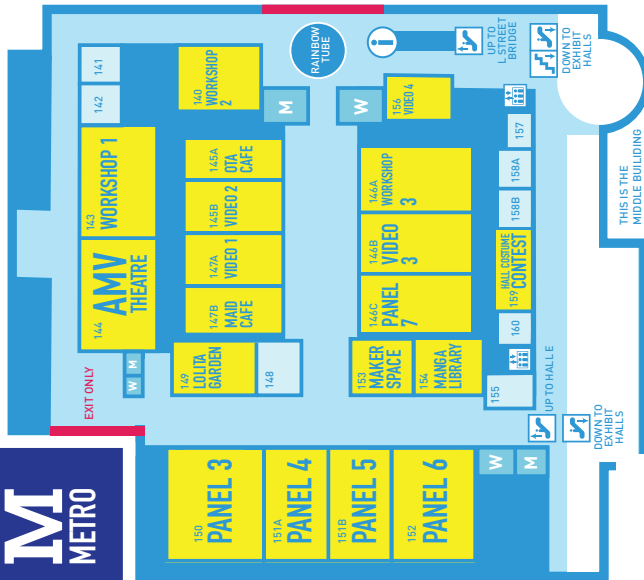 M
METRO
EXIT ONLY
141
142
143
WORKSHOP 1
144
AMV
THEATRE
W
M
140
WORKSHOP
2
M
145A
OTA
CAFE
145B
VIDEO 2
147A
VIDEO 1
147B
MAID
CAFE
149
LOLITA
GARDEN
148
RAINBOW
TUBE
i
UP TO
L STREET
BRIDGE
DOWN TO
EXHIBIT
HALLS
W
156
VIDEO 4
146A
WORKSHOP
3
146B
VIDEO
3
146C
PANEL
7
153
MAKER
SPACE
154
MANGA
LIBRARY
155
157
158A
158B
159
HALL COSTUME
CONTEST
160
THIS IS THE
MIDDLE BUILDING
UP TO HALL E
DOWN TO
EXHIBIT
HALLS
150
PANEL 3
151A
PANEL 4
151B
PANEL 5
152
PANEL 6
W
M